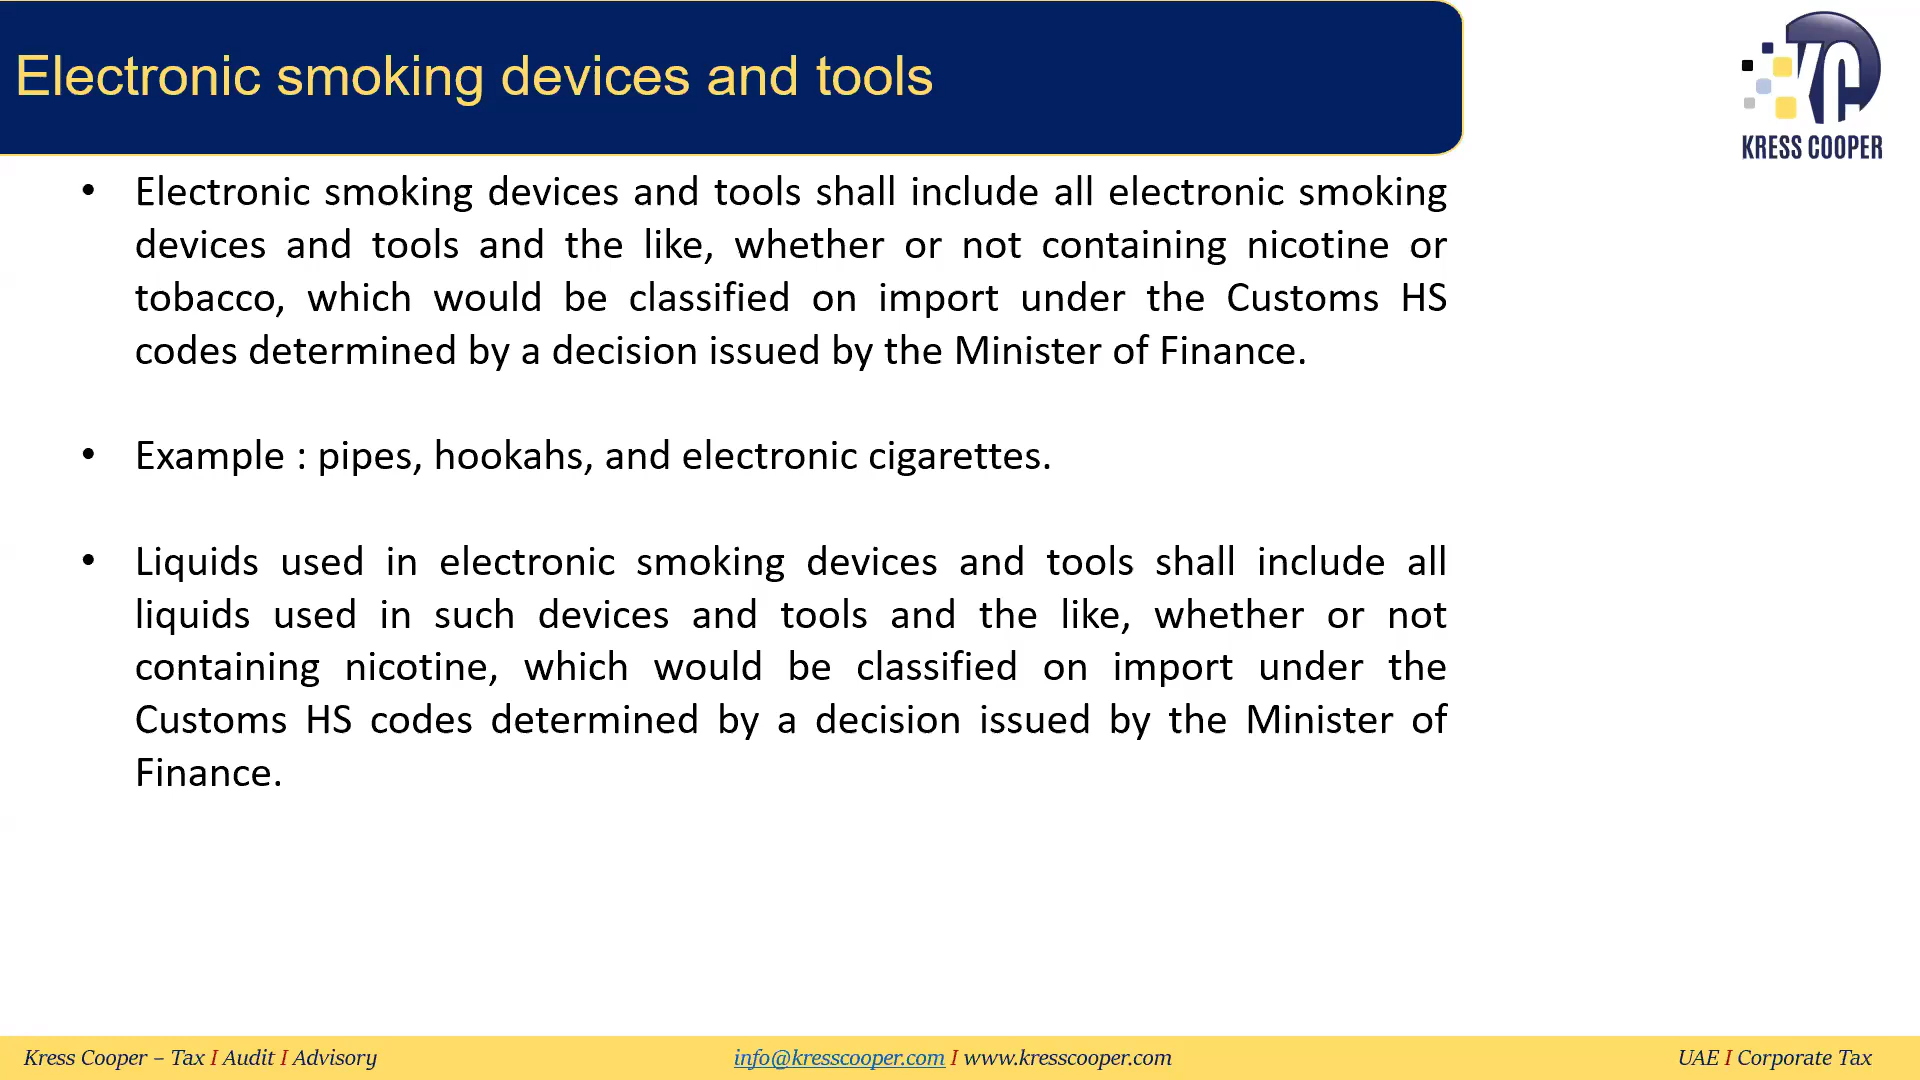 Electronic smoking devices and tools
KRESS COOPER
• Electronic smoking devices and tools shall include all electronic smoking
devices and tools and the like, whether or not containing nicotine or
tobacco, which would be classified on import under the Customs HS
codes determined by a decision issued by the Minister of Finance.
• Example : pipes, hookahs, and electronic cigarettes.
• Liquids used in electronic smoking devices and tools shall include all
liquids used in such devices and tools and the like, whether or not
containing nicotine, which would be classified on import under the
Customs HS codes determined by a decision issued by the Minister of
Finance.
Kress Cooper – Tax I Audit I Advisory
info@kresscooper.com I www.kresscooper.com
UAE I Corporate Tax